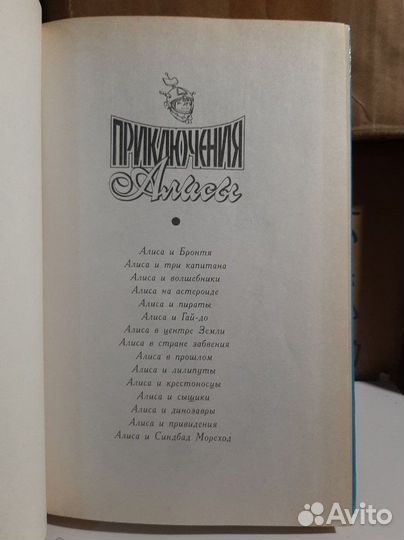 ПРИКЛЮЧЕНИЯ
Алисы
Алиса и Бронтя
Алиса и три капитана
Алиса и волшебники
Алиса на астероиде
Алиса и пираты
Алиса и Гай-до
Алиса в центре Земли
Алиса в стране забвения
Алиса в прошлом
Алиса и лилипуты
Алиса и крестоносцы
Алиса и сыщики
Алиса и динозавры
Алиса и привидения
Алиса и Синдбад Мореход
Avito